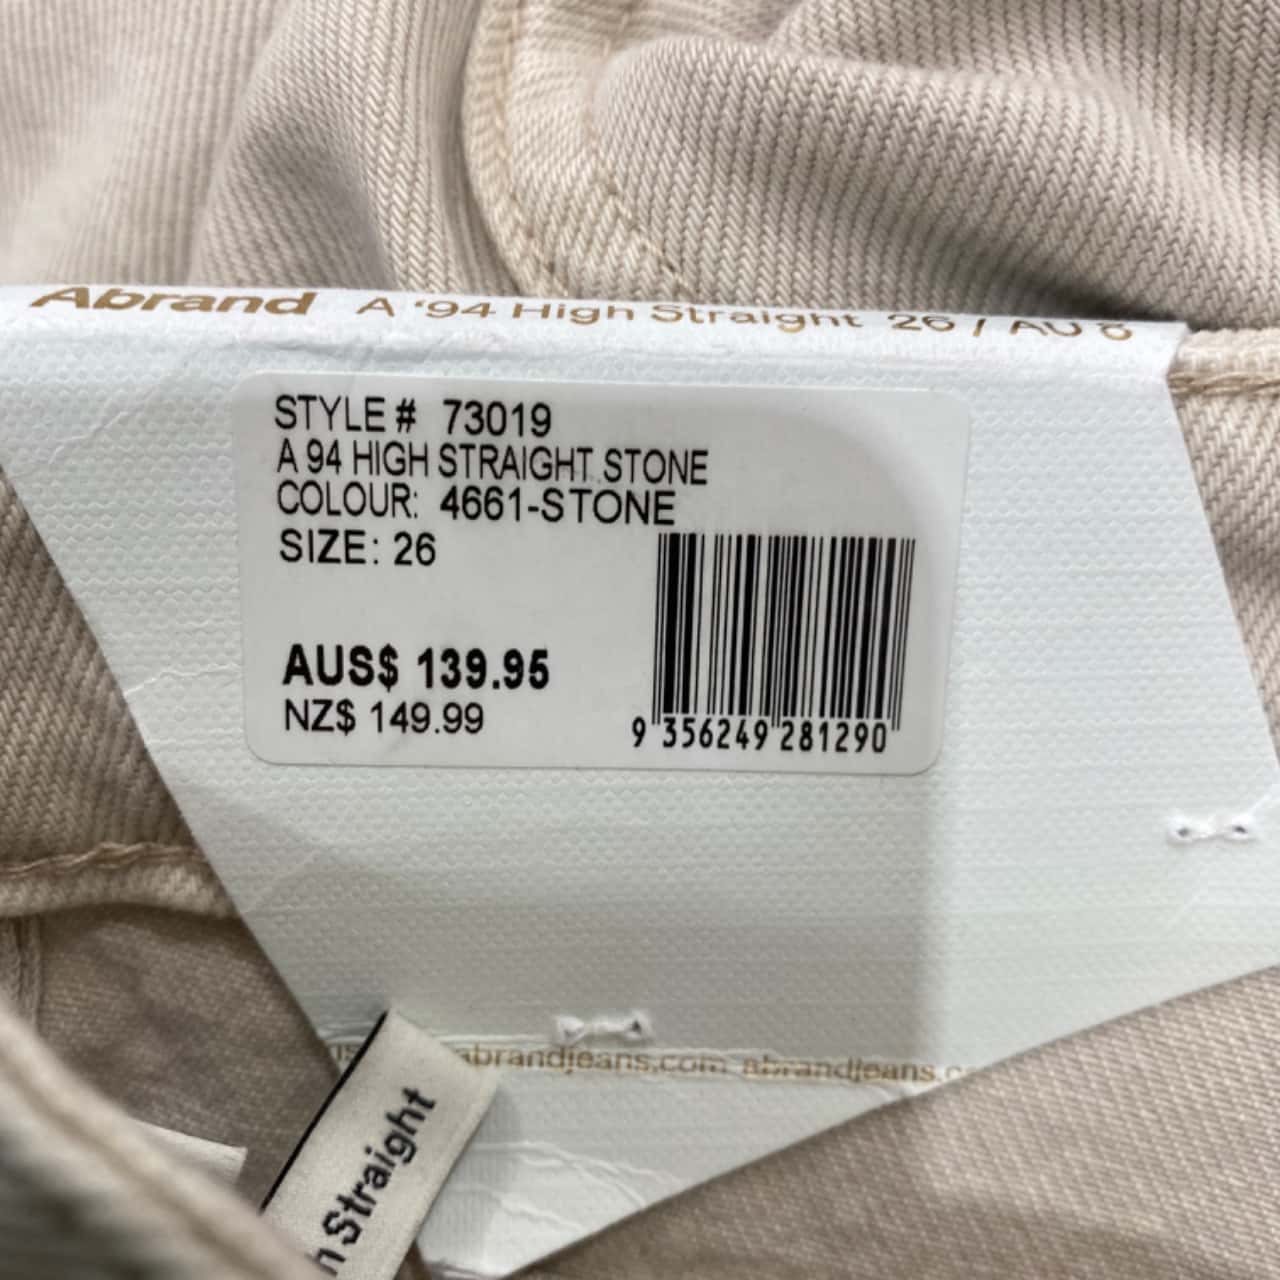 Abrand A '94 High Straight 26 / AU 8
STYLE # 73019
A 94 HIGH STRAIGHT STONE
COLOUR: 4661-STONE
SIZE: 26
AUS$ 139.95
NZ$ 149.99
9 356249 281290
abrandjeans.com abrandjeans.c
Straight